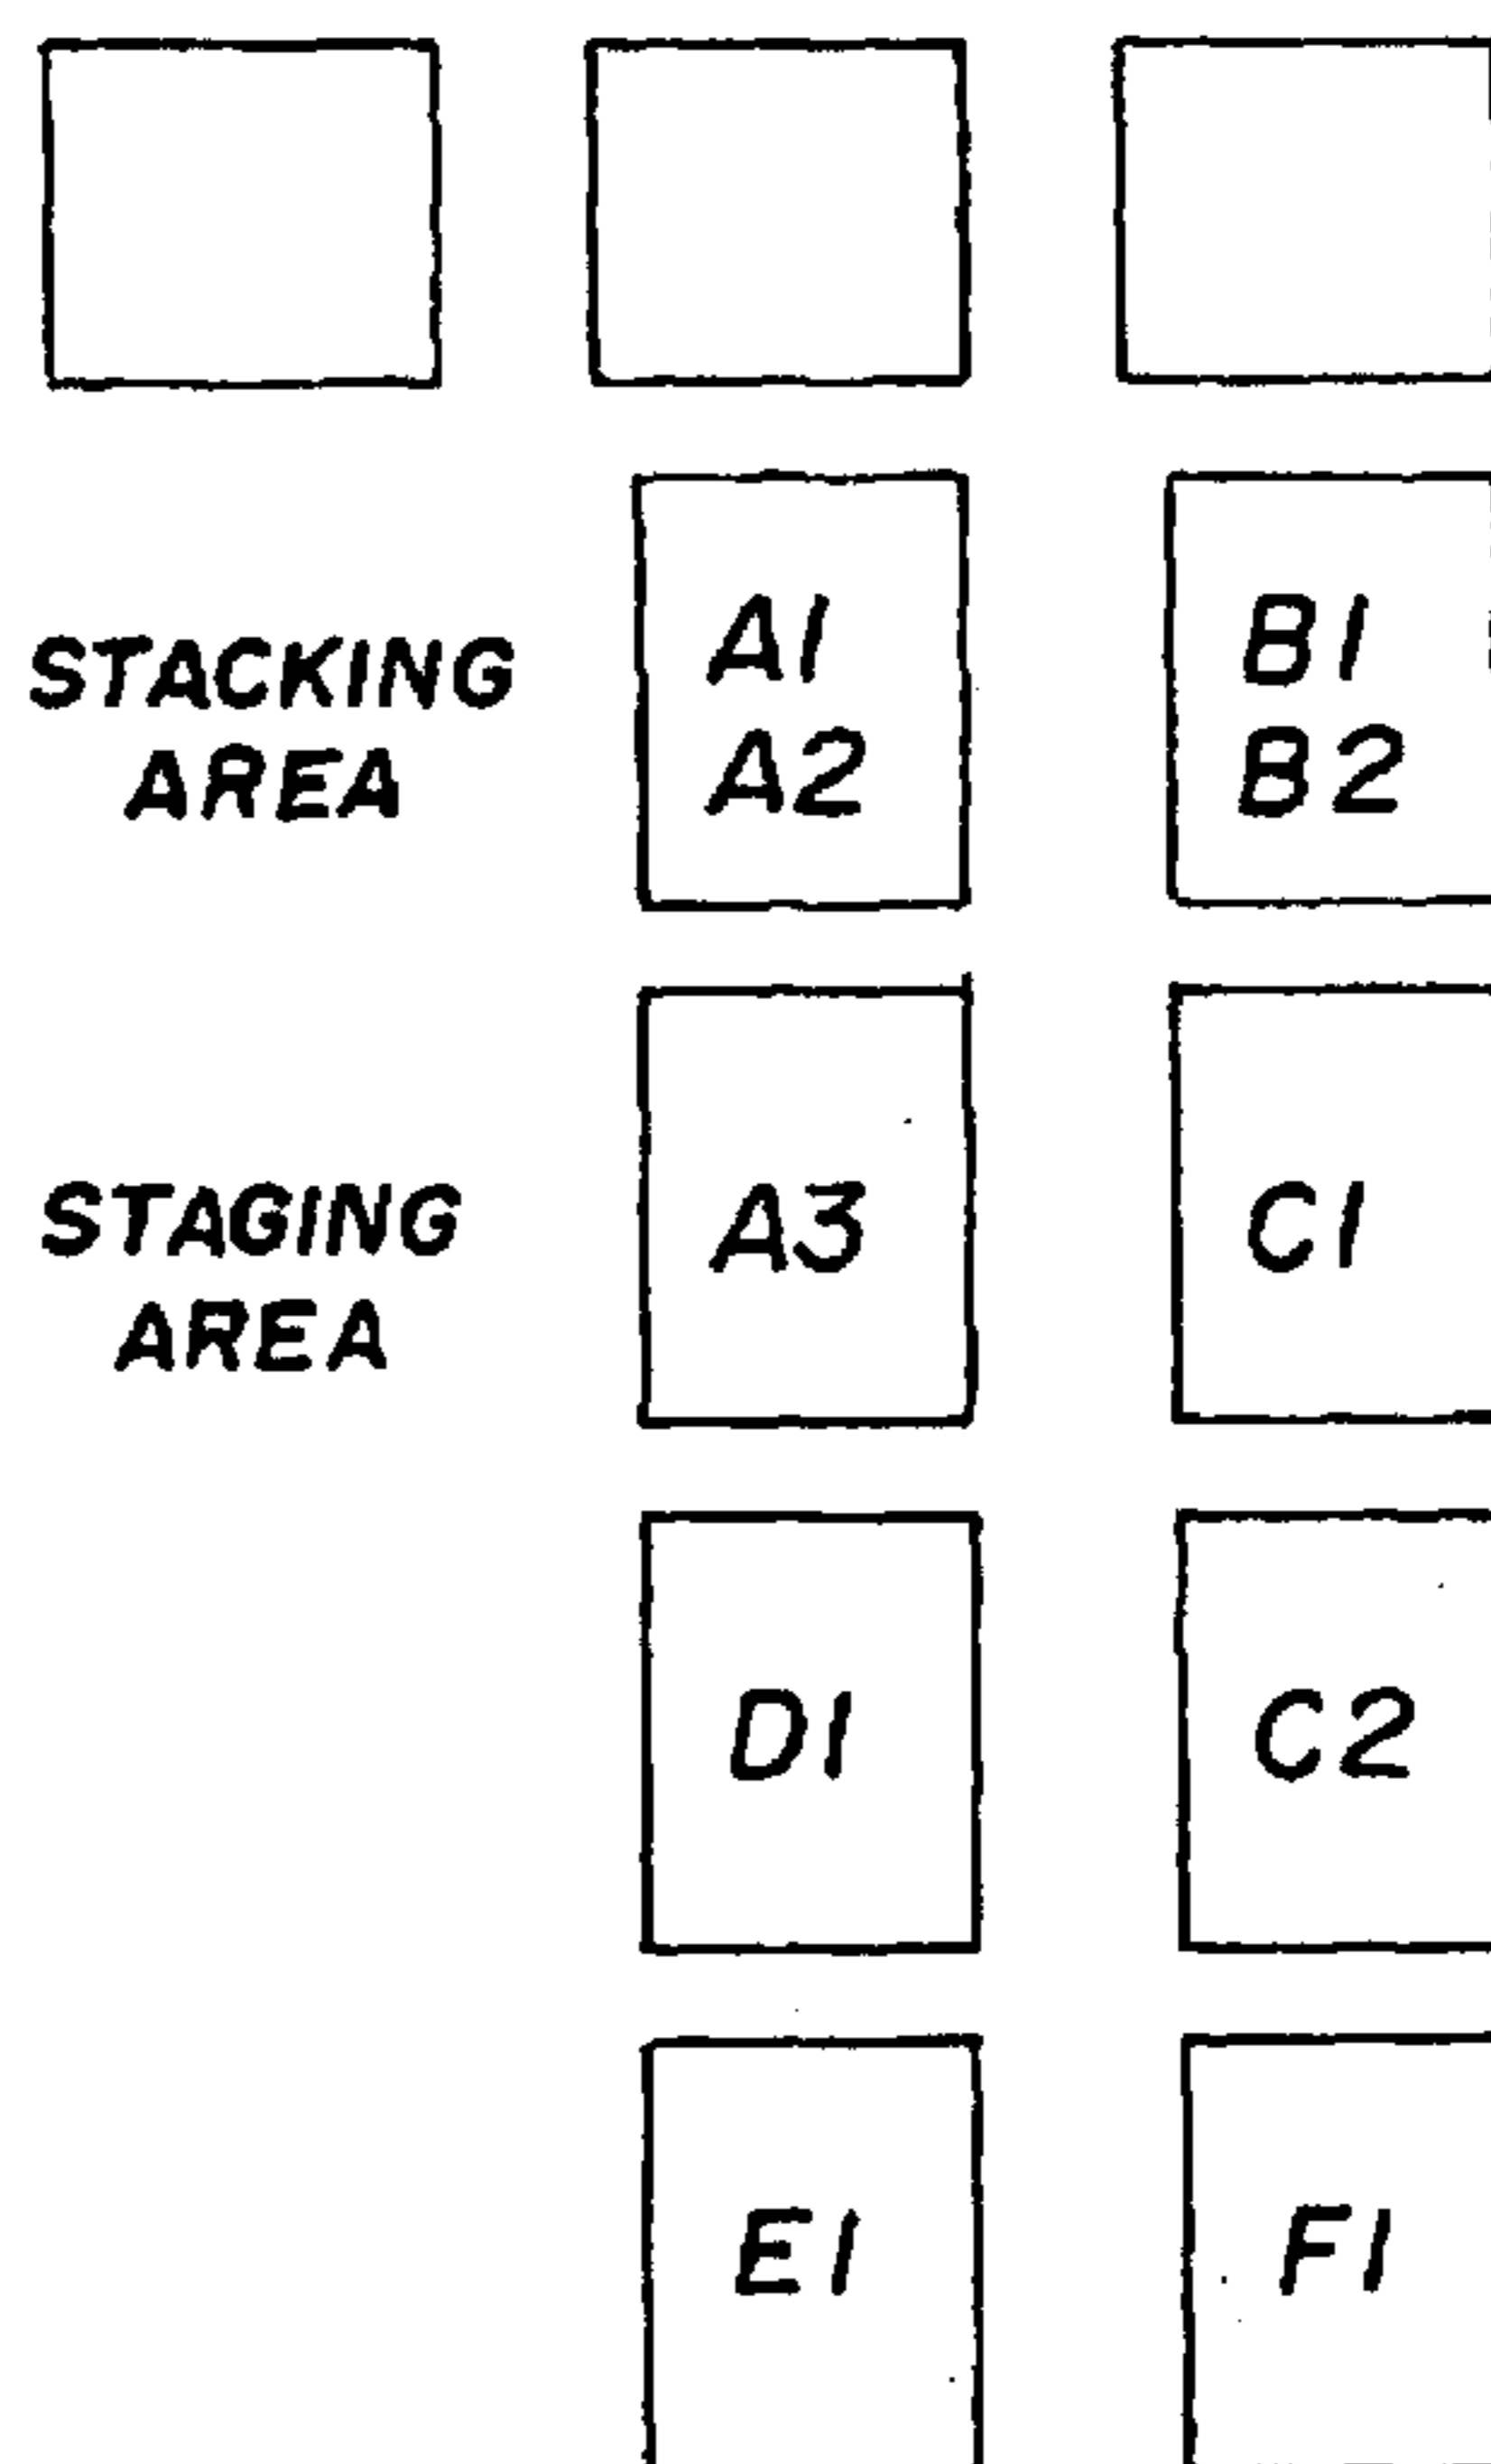 A1
B1
STACKING
AREA
A2
B2
STAGING
AREA
A3
C1
D1
C2
E1
F1